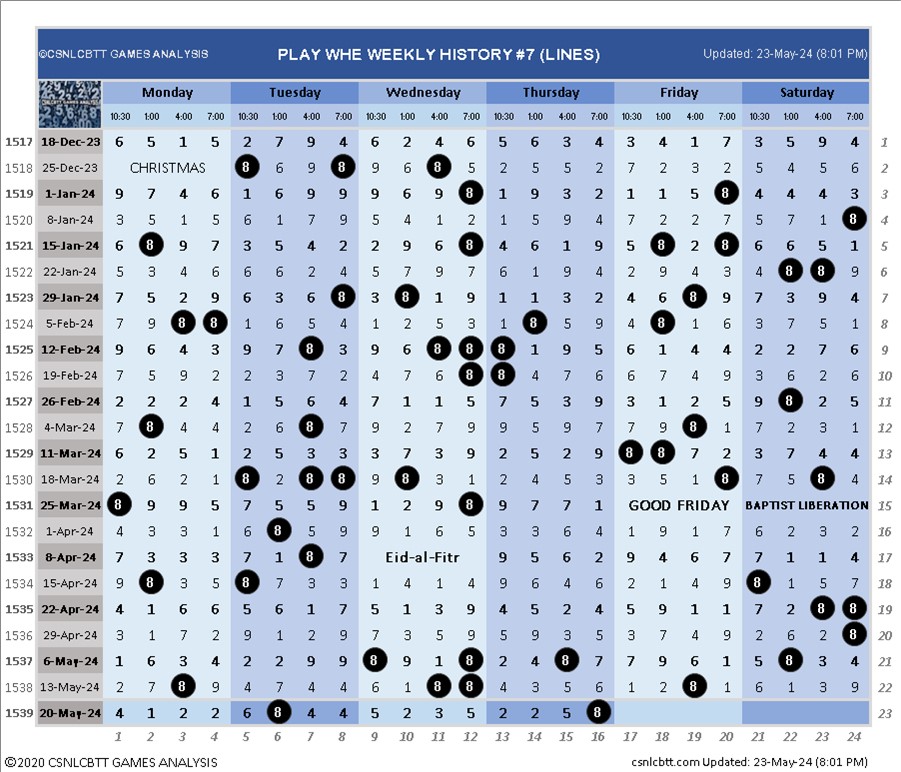 ©CSNLCBTT GAMES ANALYSIS PLAY WHE WEEKLY HISTORY #7 (LINES) Updated: 23-May-24 (8:01 PM)
Monday Tuesday Wednesday Thursday Friday Saturday
10:30 1:00 4:00 7:00 10:30 1:00 4:00 7:00 10:30 1:00 4:00 7:00 10:30 1:00 4:00 7:00 10:30 1:00 4:00 7:00 10:30 1:00 4:00 7:00
1517 18-Dec-23 6 5 1 5 2 7 9 4 6 2 4 6 5 6 3 4 3 4 1 7 3 5 9 4 1
1518 25-Dec-23 CHRISTMAS 8 6 9 8 9 6 8 5 2 5 5 2 7 2 3 2 5 4 5 6 2
1519 1-Jan-24 9 7 4 6 1 6 9 9 9 6 9 8 1 9 3 2 1 1 5 8 4 4 4 3 3
1520 8-Jan-24 3 5 1 5 6 1 7 9 5 4 1 2 1 5 9 4 7 2 2 7 5 7 1 8 4
1521 15-Jan-24 6 8 9 7 3 5 4 2 2 9 6 8 4 6 1 9 5 8 2 8 6 6 5 1 5
1522 22-Jan-24 5 3 4 6 6 6 2 4 5 7 9 7 6 1 9 4 2 9 4 3 4 8 8 9 6
1523 29-Jan-24 7 5 2 9 6 3 6 8 3 8 1 9 1 1 3 2 4 6 8 9 7 3 9 4 7
1524 5-Feb-24 7 9 8 8 1 6 5 4 1 2 5 3 1 8 5 9 4 8 1 6 3 7 5 1 8
1525 12-Feb-24 9 6 4 3 9 7 8 3 9 6 8 8 8 1 9 5 6 1 4 4 2 2 7 6 9
1526 19-Feb-24 7 5 9 2 2 3 7 2 4 7 6 8 8 4 7 6 6 7 4 9 3 6 2 6 10
1527 26-Feb-24 2 2 2 4 1 5 6 4 7 1 1 5 7 5 3 9 3 1 2 5 9 8 2 5 11
1528 4-Mar-24 7 8 4 4 2 6 8 7 2 7 2 5 9 5 9 7 7 9 8 1 7 2 3 1 12
1529 11-Mar-24 6 2 5 1 2 5 3 3 3 7 3 9 2 5 2 9 8 8 7 2 3 7 4 4 13
1530 18-Mar-24 2 6 2 1 8 2 8 8 9 8 3 1 2 4 5 3 3 5 1 8 7 5 8 4 14
1531 25-Mar-24 8 9 9 5 7 5 5 9 1 2 9 8 9 7 7 1 GOOD FRIDAY BAPTIST LIBERATION 15
1532 1-Apr-24 4 3 3 1 6 8 5 9 9 1 6 5 3 3 6 4 1 9 1 7 6 2 3 2 16
1533 8-Apr-24 7 3 3 3 7 1 8 7 Eid-al-Fitr 9 5 6 2 9 4 6 7 7 1 1 4 17
1534 15-Apr-24 9 8 3 5 8 7 3 3 1 4 1 4 9 6 4 6 2 1 4 9 8 1 5 7 18
1535 22-Apr-24 4 1 6 6 5 6 1 7 5 1 3 9 4 5 2 4 5 9 1 1 7 2 8 8 19
1536 29-Apr-24 3 1 7 2 9 1 2 9 7 3 5 9 5 9 3 5 3 7 4 9 2 6 2 8 20
1537 6-May-24 1 6 3 4 2 2 9 9 8 9 1 8 2 4 8 7 7 9 6 1 5 8 3 4 21
1538 13-May-24 2 7 8 9 4 7 4 4 6 1 8 8 4 3 5 6 1 2 8 1 6 1 3 9 22
1539 20-May-24 4 1 2 2 6 8 4 4 5 2 3 5 2 2 5 8 23
1 2 3 4 5 6 7 8 9 10 11 12 13 14 15 16 17 18 19 20 21 22 23 24
©2020 CSNLCBTT GAMES ANALYSIS csnlcbtt.com Updated: 23-May-24 (8:01 PM)